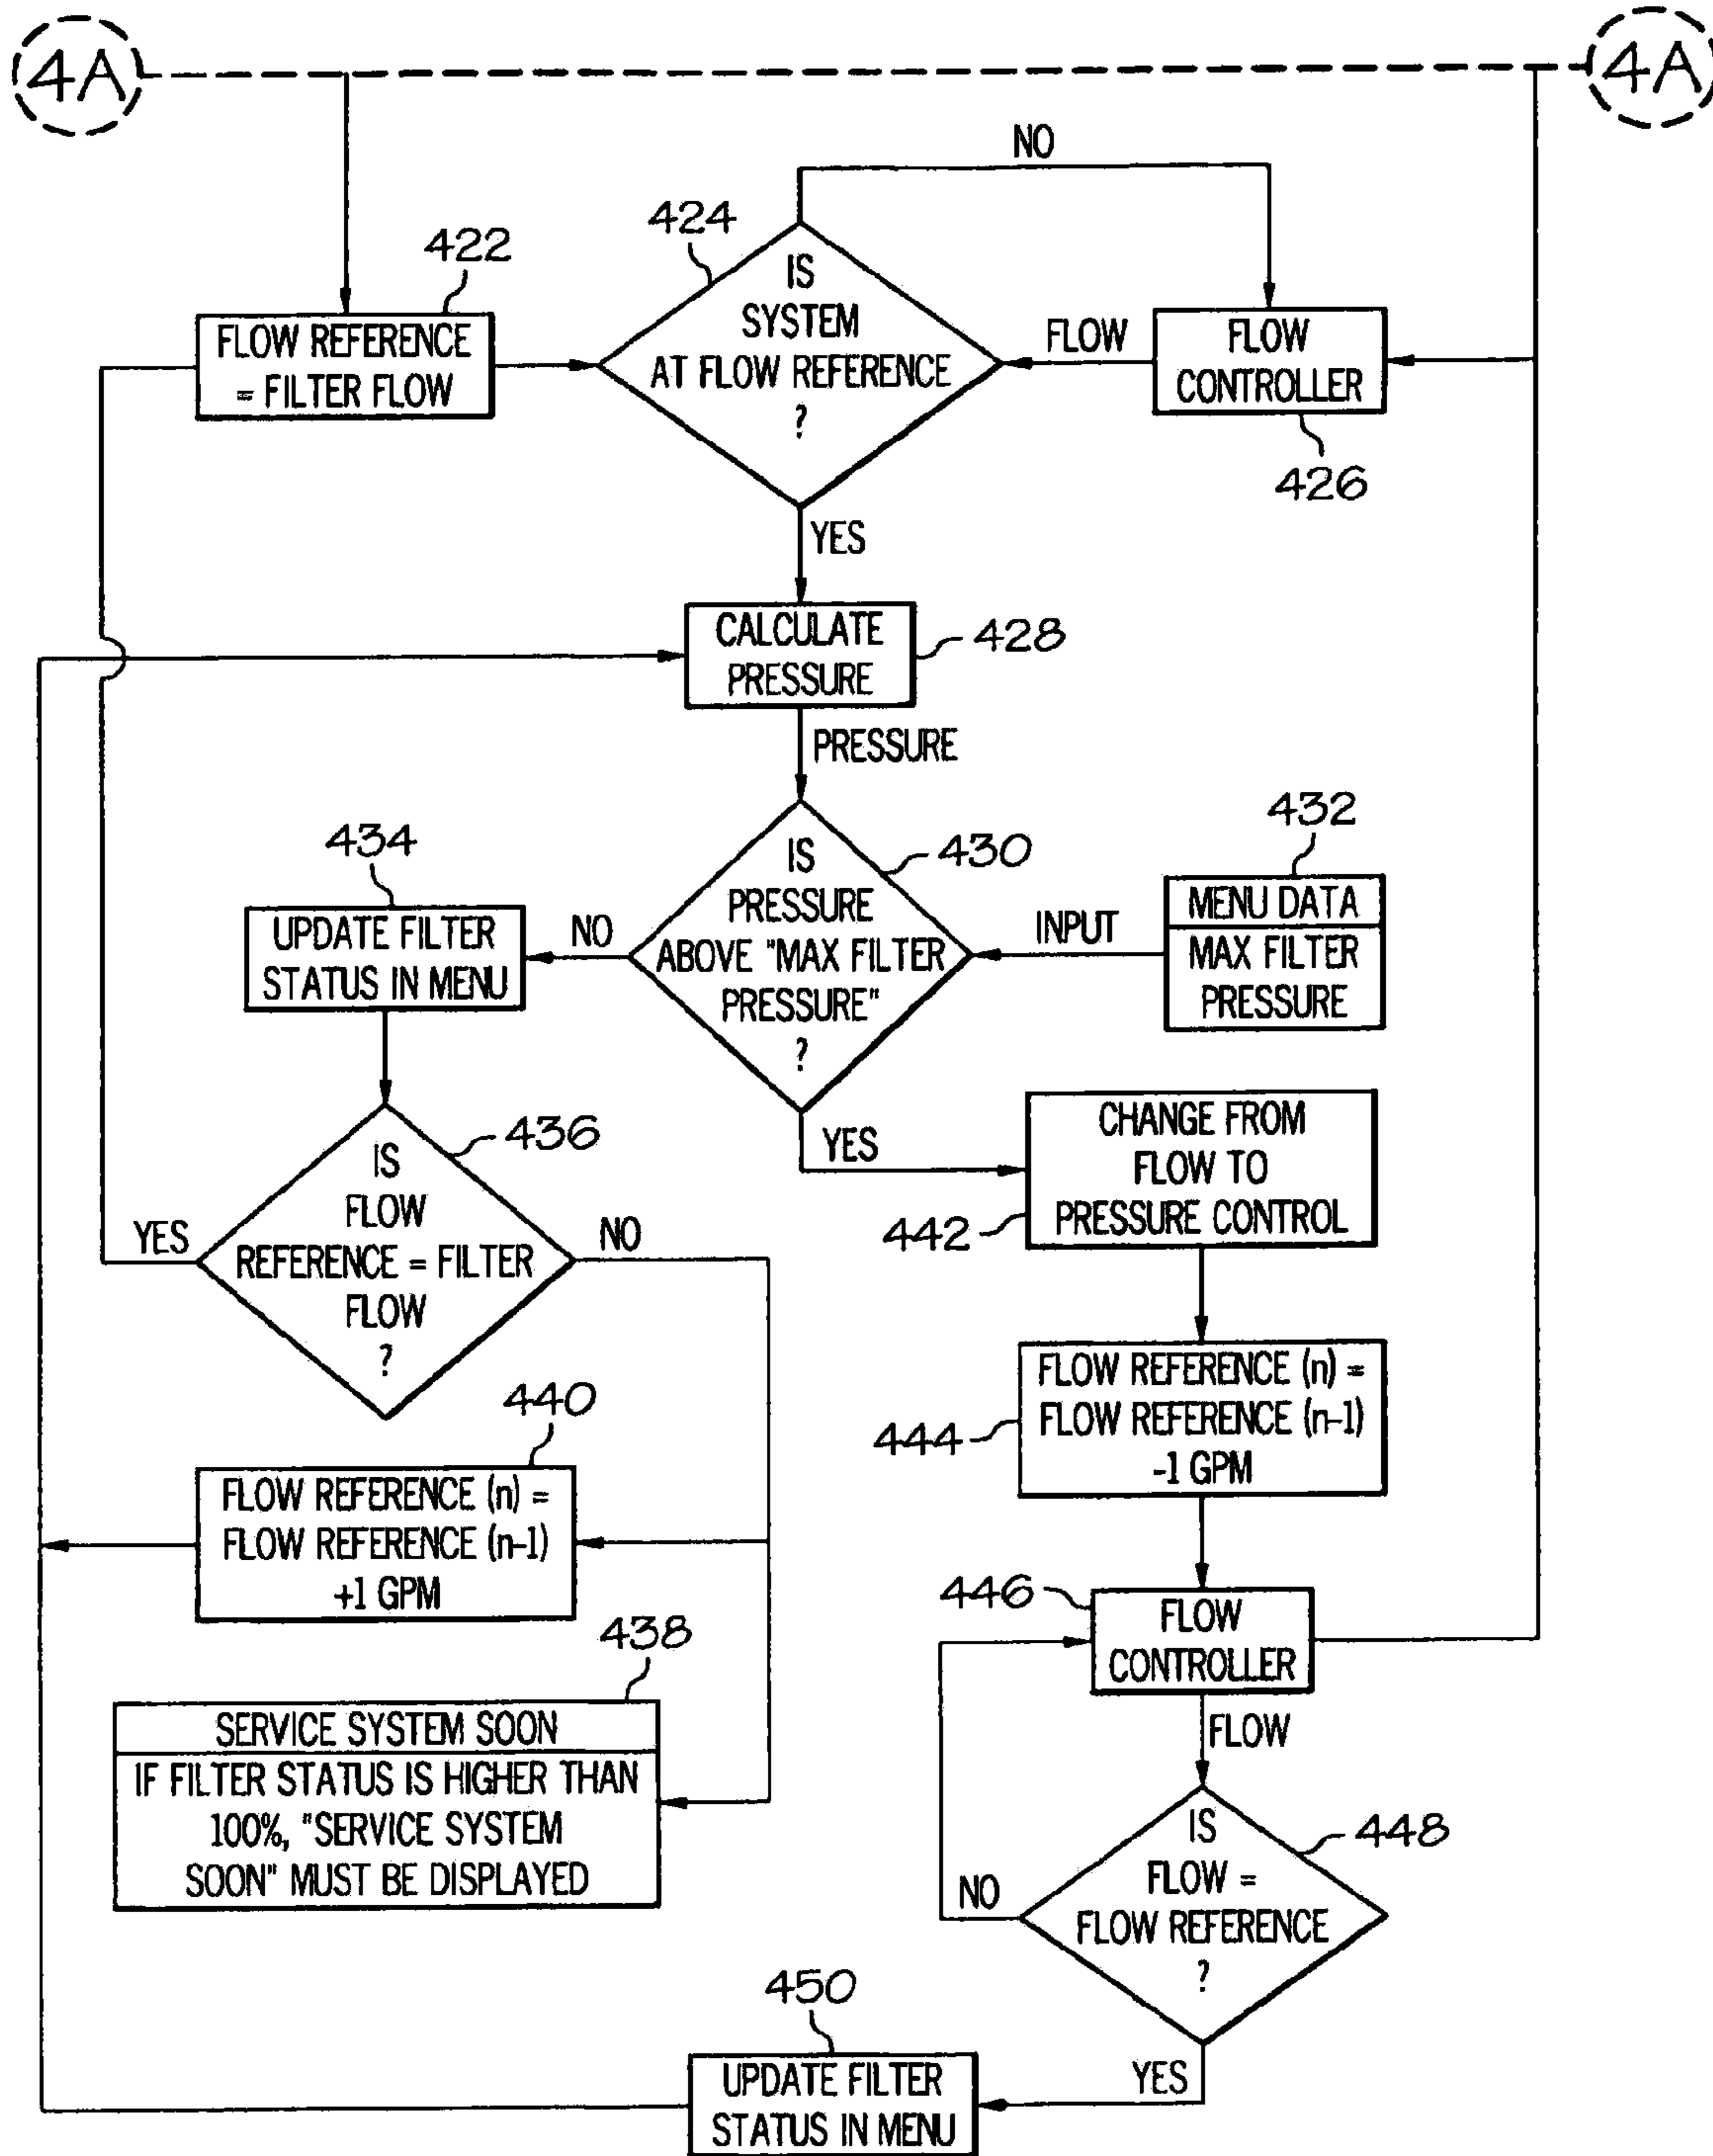 4A
4A
NO
424
422
IS
SYSTEM
AT FLOW REFERENCE
?
FLOW REFERENCE
= FILTER FLOW
FLOW
FLOW
CONTROLLER
426
YES
CALCULATE
PRESSURE
428
PRESSURE
432
434
430
IS
PRESSURE
ABOVE "MAX FILTER
PRESSURE"
?
MENU DATA
MAX FILTER
PRESSURE
INPUT
NO
UPDATE FILTER
STATUS IN MENU
436
YES
CHANGE FROM
FLOW TO
PRESSURE CONTROL
442
IS
FLOW
REFERENCE = FILTER
FLOW
?
YES
NO
440
FLOW REFERENCE (n) =
FLOW REFERENCE (n-1)
-1 GPM
444
FLOW REFERENCE (n) =
FLOW REFERENCE (n-1)
+1 GPM
446
FLOW
CONTROLLER
438
SERVICE SYSTEM SOON
IF FILTER STATUS IS HIGHER THAN
100%, "SERVICE SYSTEM
SOON" MUST BE DISPLAYED
FLOW
448
IS
FLOW =
FLOW REFERENCE
?
NO
450
YES
UPDATE FILTER
STATUS IN MENU